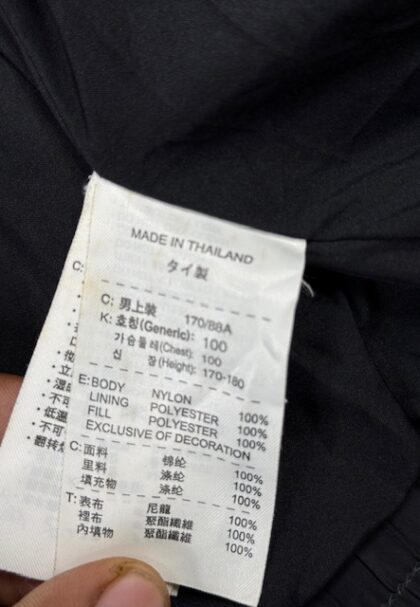 MADE IN THAILAND
タイ製
C: 男上裝 170/88A
K: 호칭(Generic): 100
가슴둘레(Chest): 100
신 장(Height): 170-180
E: BODY NYLON 100%
LINING POLYESTER 100%
FILL POLYESTER 100%
EXCLUSIVE OF DECORATION
C: 面料 锦纶 100%
里料 涤纶 100%
填充物 涤纶 100%
T: 表布 尼龍 100%
裡布 聚酯纖維 100%
內填物 聚酯纖維 100%
C: